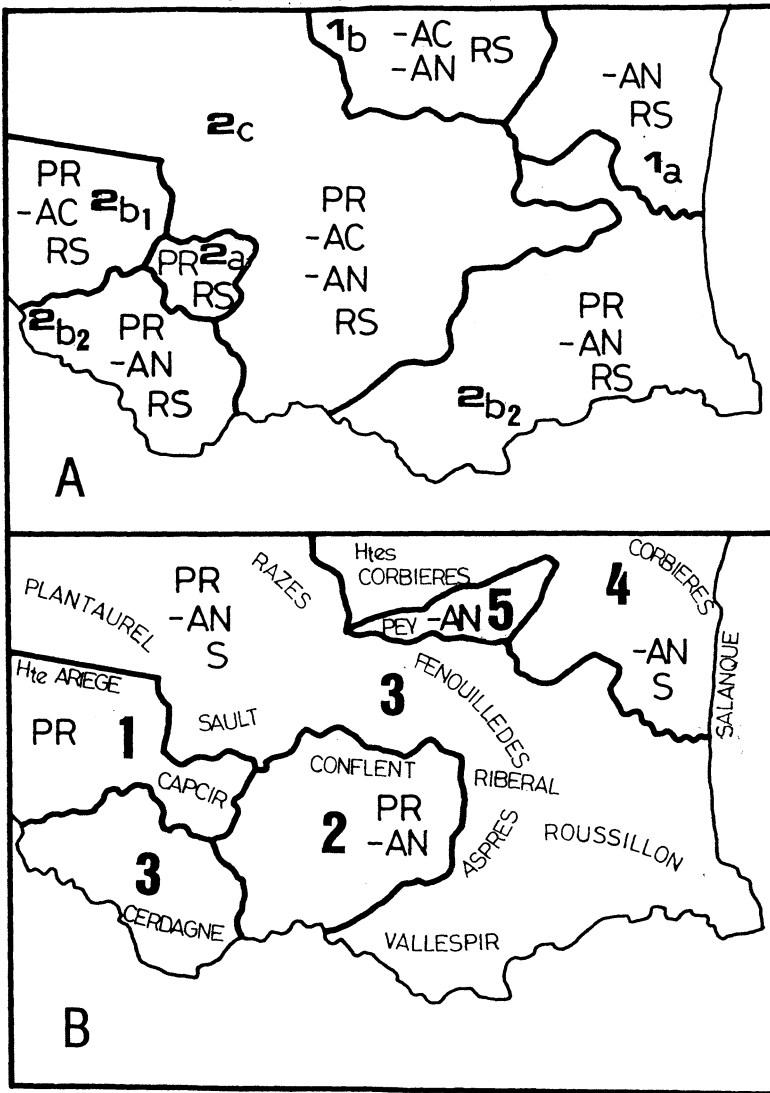 1b -AC RS
-AN
-AN
RS
1a
2c
PR
-AC 2b1
RS
PR 2a
RS
PR
-AC
-AN
RS
2b2 PR
-AN
RS
PR
-AN
RS
2b2
A
PLANTAUREL
PR
-AN
S
RAZES
Htes
CORBIERES
PEY -AN 5
4
CORBIERES
-AN
S
SALANQUE
Hte ARIEGE
PR 1
SAULT
CAPCIR
3
FENOUILLEDES
CONFLENT
2 PR
-AN
RIBERAL
ASPRES
ROUSSILLON
3
CERDAGNE
VALLESPIR
B